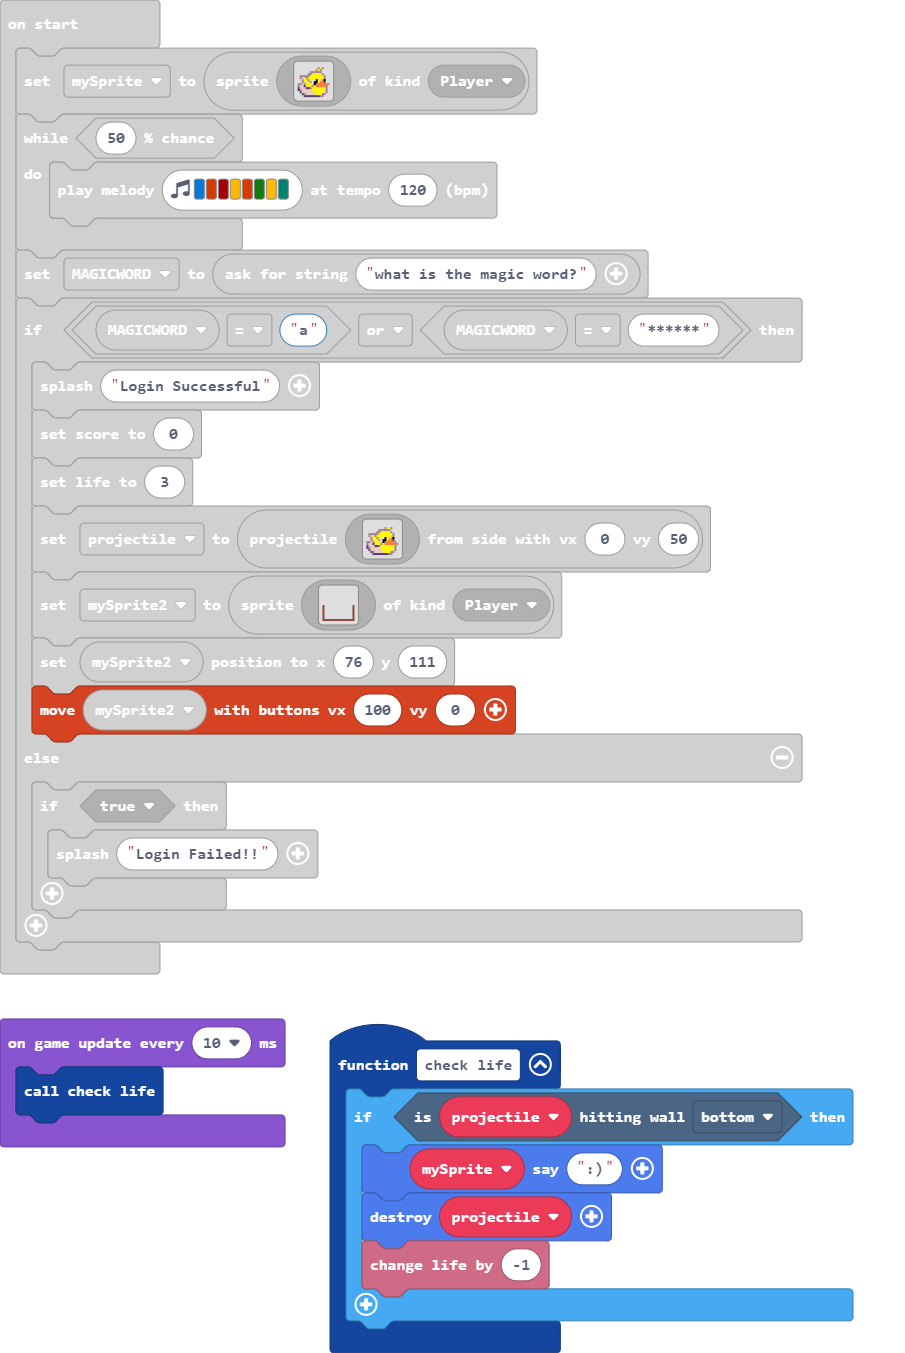 on start
set mySprite to sprite of kind Player
while 50 % chance
do
play melody at tempo 120 (bpm)
set MAGICWORD to ask for string "what is the magic word?"
if MAGICWORD = "a" or MAGICWORD = "******" then
splash "Login Successful"
set score to 0
set life to 3
set projectile to projectile from side with vx 0 vy 50
set mySprite2 to sprite of kind Player
set mySprite2 position to x 76 y 111
move mySprite2 with buttons vx 100 vy 0
else
if true then
splash "Login Failed!!"
on game update every 10 ms
call check life
function check life
if is projectile hitting wall bottom then
mySprite say ":)"
destroy projectile
change life by -1